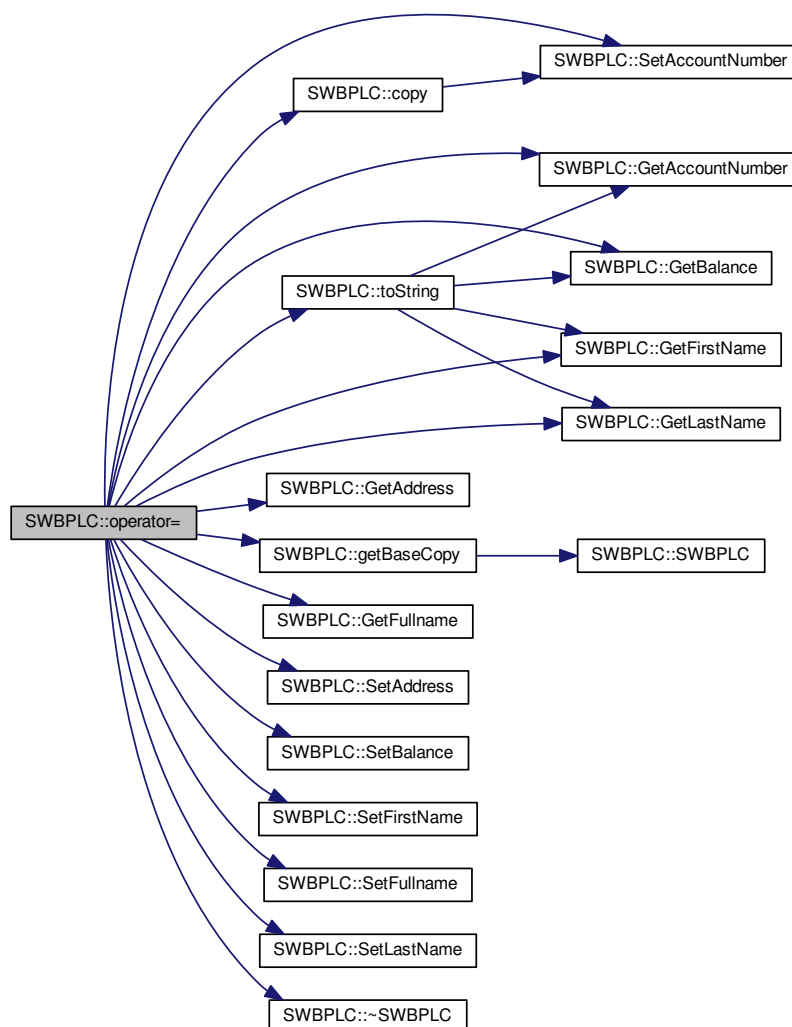 SWBPLC::SetAccountNumber
SWBPLC::copy
SWBPLC::GetAccountNumber
SWBPLC::GetBalance
SWBPLC::toString
SWBPLC::GetFirstName
SWBPLC::GetLastName
SWBPLC::GetAddress
SWBPLC::operator=
SWBPLC::getBaseCopy
SWBPLC::SWBPLC
SWBPLC::GetFullname
SWBPLC::SetAddress
SWBPLC::SetBalance
SWBPLC::SetFirstName
SWBPLC::SetFullname
SWBPLC::SetLastName
SWBPLC::~SWBPLC